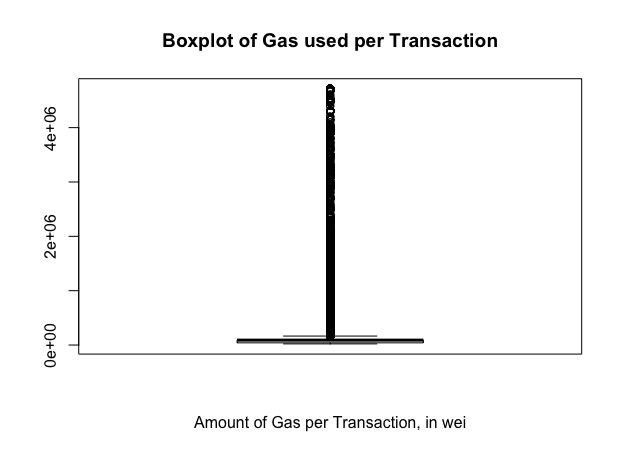 Boxplot of Gas used per Transaction
4e+06
2e+06
0e+00
Amount of Gas per Transaction, in wei